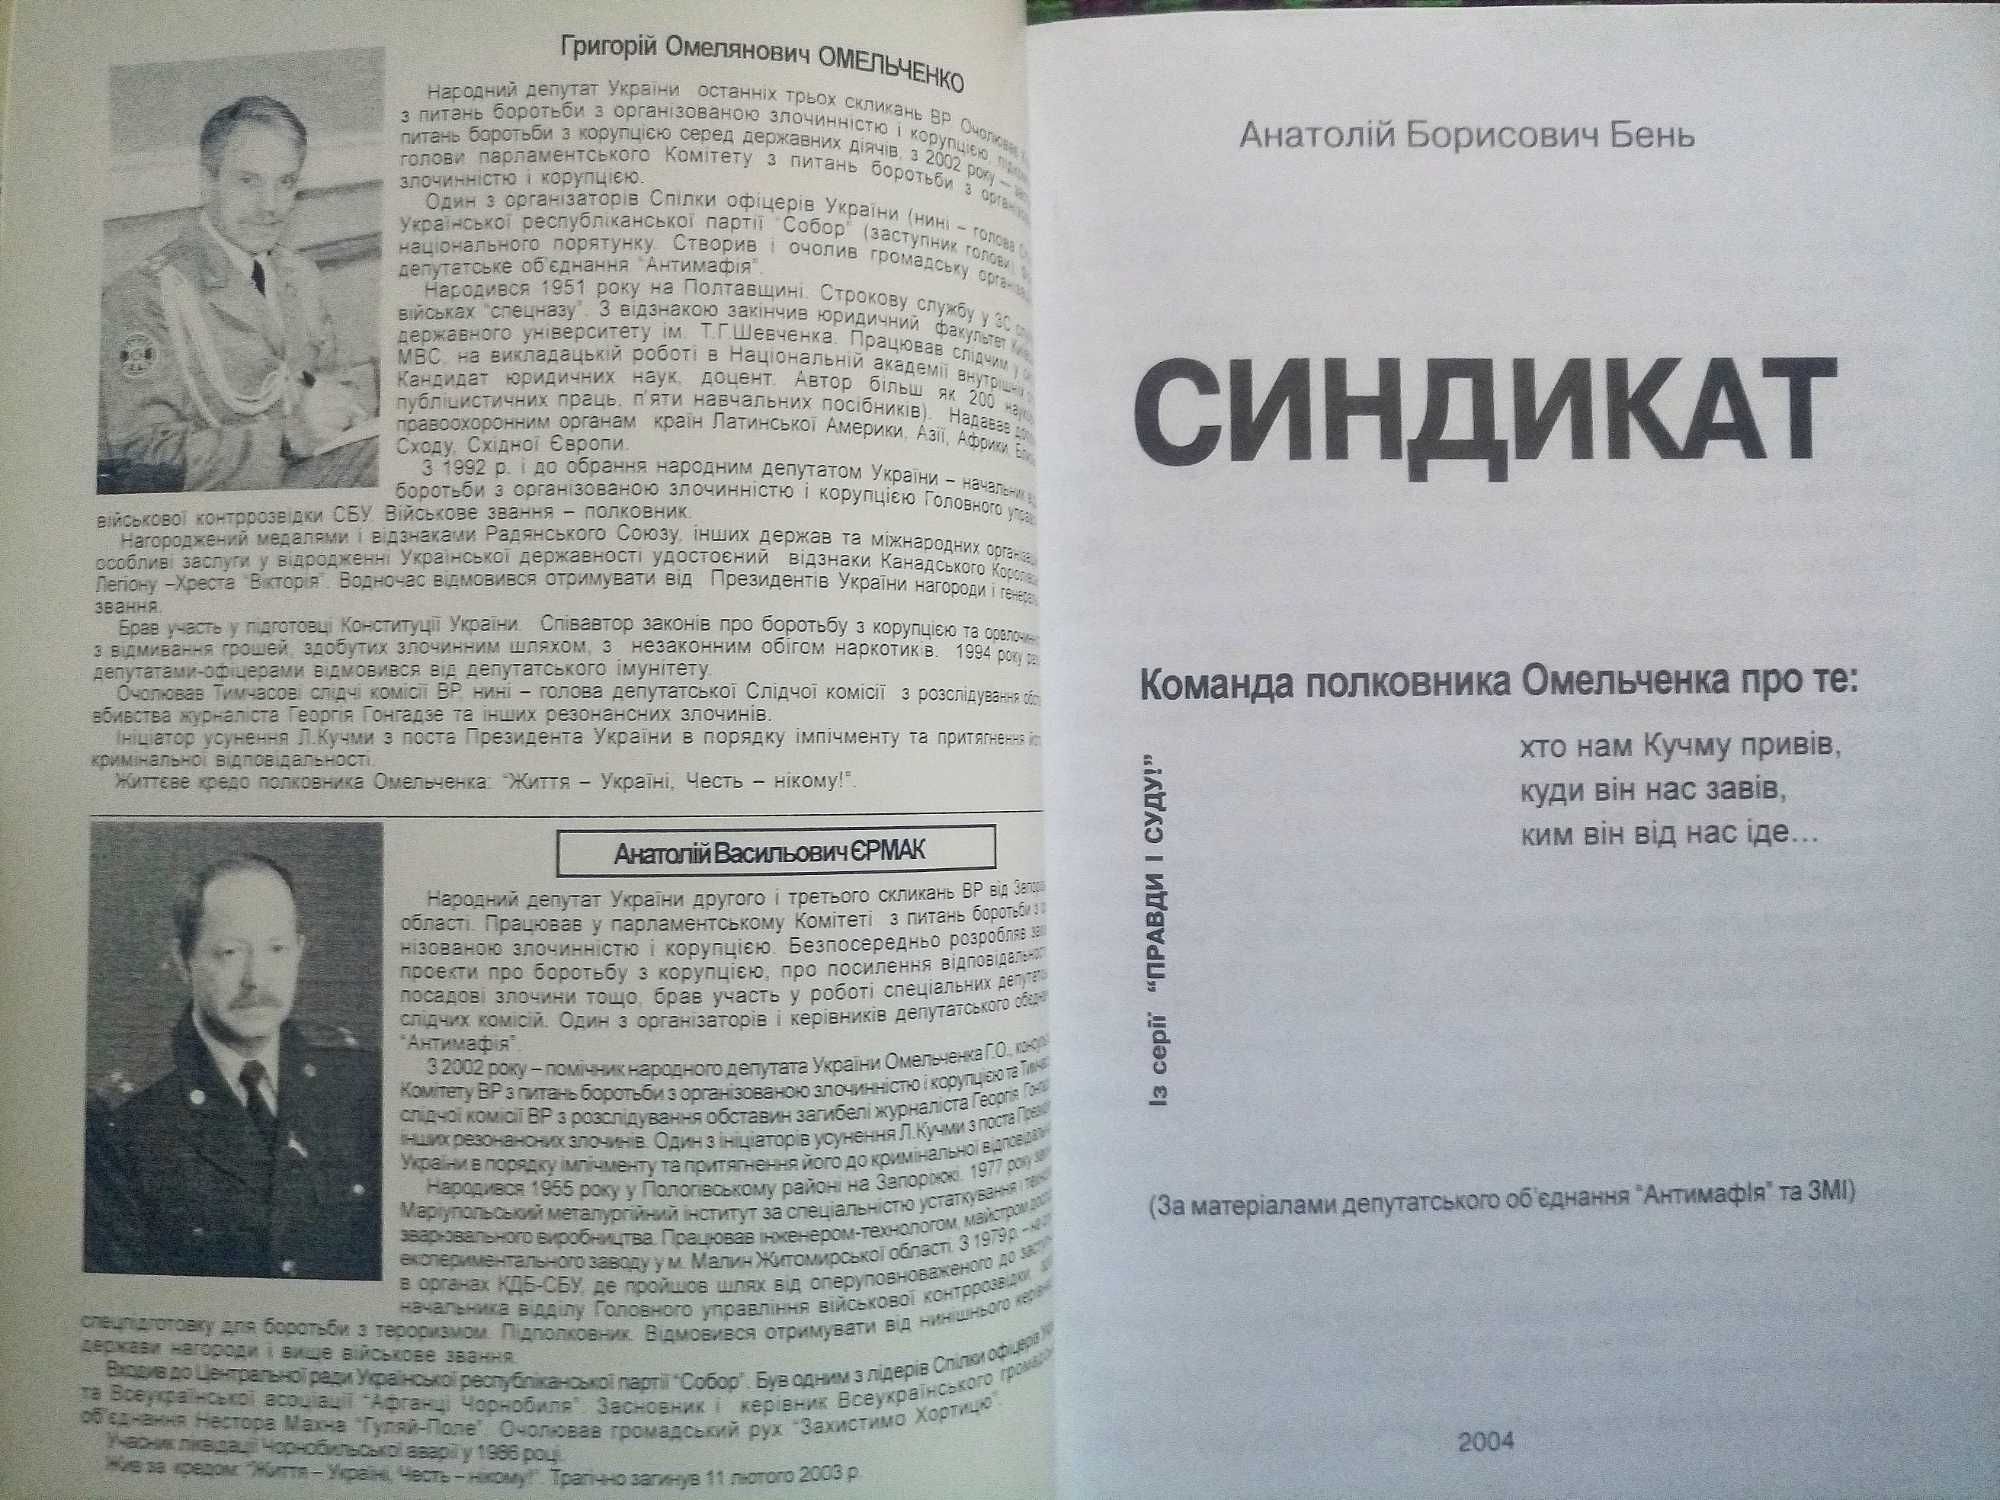 Григорій Омелянович ОМЕЛЬЧЕНКО
Народний депутат України останніх трьох скликань ВР. Очолював
з питань боротьби з організованою злочинністю і корупцією,
питань боротьби з корупцією серед державних діячів, з 2002 року —
голови парламентського Комітету з питань боротьби з
злочинністю і корупцією.
Один з організаторів Спілки офіцерів України (нині – голова
Української республіканської партії "Собор" (заступник голови),
національного порятунку. Створив і очолив громадську
депутатське об'єднання "Антимафія".
Народився 1951 року на Полтавщині. Строкову службу у ЗС
військах "спецназу". З відзнакою закінчив юридичний факультет
державного університету ім. Т.Г.Шевченка. Працював слідчим у
МВС, на викладацькій роботі в Національній академії внутрішніх
Кандидат юридичних наук, доцент. Автор більш як 200
публіцистичних праць, п'яти навчальних посібників). Надавав
правоохоронним органам країн Латинської Америки, Азії, Африки,
Сходу, Східної Європи.
З 1992 р. і до обрання народним депутатом України – начальник
боротьби з організованою злочинністю і корупцією Головного
військової контррозвідки СБУ. Військове звання – полковник.
Нагороджений медалями і відзнаками Радянського Союзу, інших держав та міжнародних
особливі заслуги у відродженні Української державності удостоєний відзнаки Канадського
Легіону –Хреста "Вікторія". Водночас відмовився отримувати від Президентів України нагороди і
звання.
Брав участь у підготовці Конституції України. Співавтор законів про боротьбу з корупцією та
з відмивання грошей, здобутих злочинним шляхом, з незаконним обігом наркотиків. 1994 року
депутатами-офіцерами відмовився від депутатського імунітету.
Очолював Тимчасові слідчі комісії ВР, нині – голова депутатської Слідчої комісії з розслідування
вбивства журналіста Георгія Гонгадзе та інших резонансних злочинів.
Ініціатор усунення Л.Кучми з поста Президента України в порядку імпічменту та притягнення
кримінальної відповідальності.
Життєве кредо полковника Омельченка: "Життя – Україні, Честь – нікому!".
Анатолій Васильович ЄРМАК
Народний депутат України другого і третього скликань ВР від
області. Працював у парламентському Комітеті з питань боротьби з
нізованою злочинністю і корупцією. Безпосередньо розробляв
проекти про боротьбу з корупцією, про посилення
посадові злочини тощо, брав участь у роботі спеціальних
слідчих комісій. Один з організаторів і керівників депутатського
"Антимафія".
З 2002 року – помічник народного депутата України Омельченка Г.О.,
Комітету ВР з питань боротьби з організованою злочинністю і корупцією та
слідчої комісії ВР з розслідування обставин загибелі журналіста Георгія
інших резонансних злочинів. Один з ініціаторів усунення Л.Кучми з поста
України в порядку імпічменту та притягнення його до кримінальної
Народився 1955 року у Пологівському районі на Запоріжжі. 1977 року
Маріупольський металургійний інститут за спеціальністю устаткування і
зварювального виробництва. Працював інженером-технологом, майстром
експериментального заводу у м. Малин Житомирської області. З 1979 р. –
в органах КДБ-СБУ, де пройшов шлях від оперуповноваженого до
начальника відділу Головного управління військової контррозвідки,
спецпідготовку для боротьби з тероризмом. Підполковник. Відмовився отримувати від нинішнього
держави нагороди і вище військове звання.
Входив до Центральної ради Української республіканської партії "Собор". Був одним з лідерів Спілки офіцерів
та Всеукраїнської асоціації "Афганці Чорнобиля". Засновник і керівник Всеукраїнського
об'єднання Нестора Махна "Гуляй-Поле". Очолював громадський рух "Захистимо Хортицю".
Учасник ліквідації Чорнобильської аварії у 1986 році.
Жив за кредом: "Життя – Україні, Честь – нікому!". Трагічно загинув 11 лютого 2003 р.
Анатолій Борисович Бень
СИНДИКАТ
Команда полковника Омельченка про те:
хто нам Кучму привів,
куди він нас завів,
ким він від нас іде...
Із серії "ПРАВДИ І СУДУ!"
(За матеріалами депутатського об'єднання "АнтимафІя" та ЗМІ)
2004